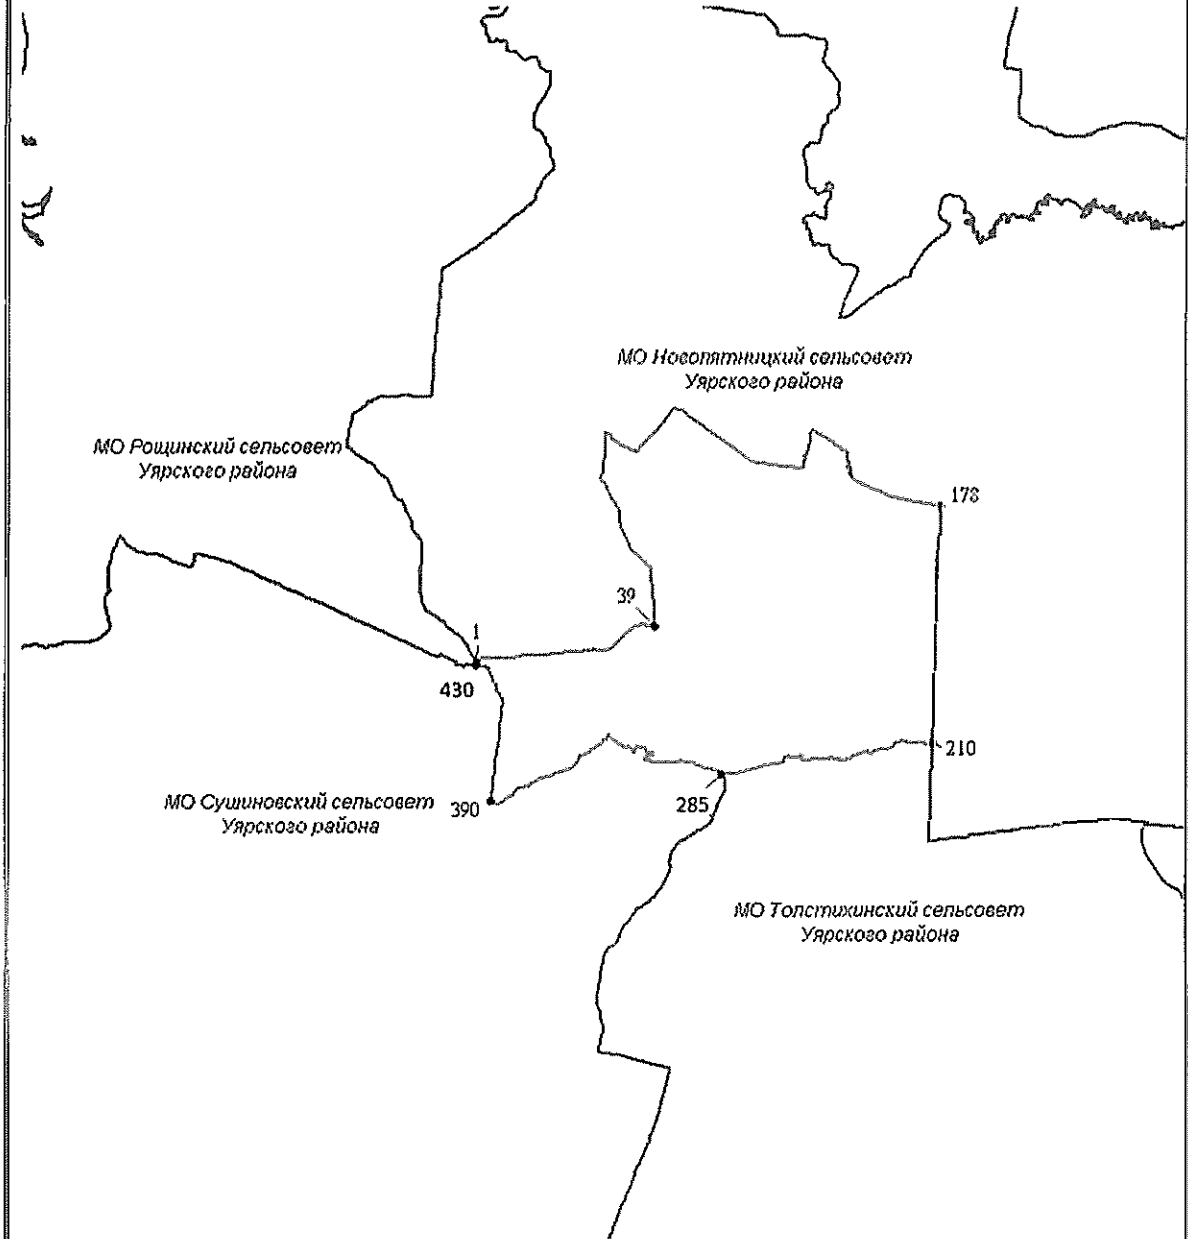 МО Новопятницкий сельсовет
Уярского района
МО Рощинский сельсовет
Уярского района
178
39
1
430
210
МО Сушиновский сельсовет
Уярского района
390
285
МО Толстихинский сельсовет
Уярского района